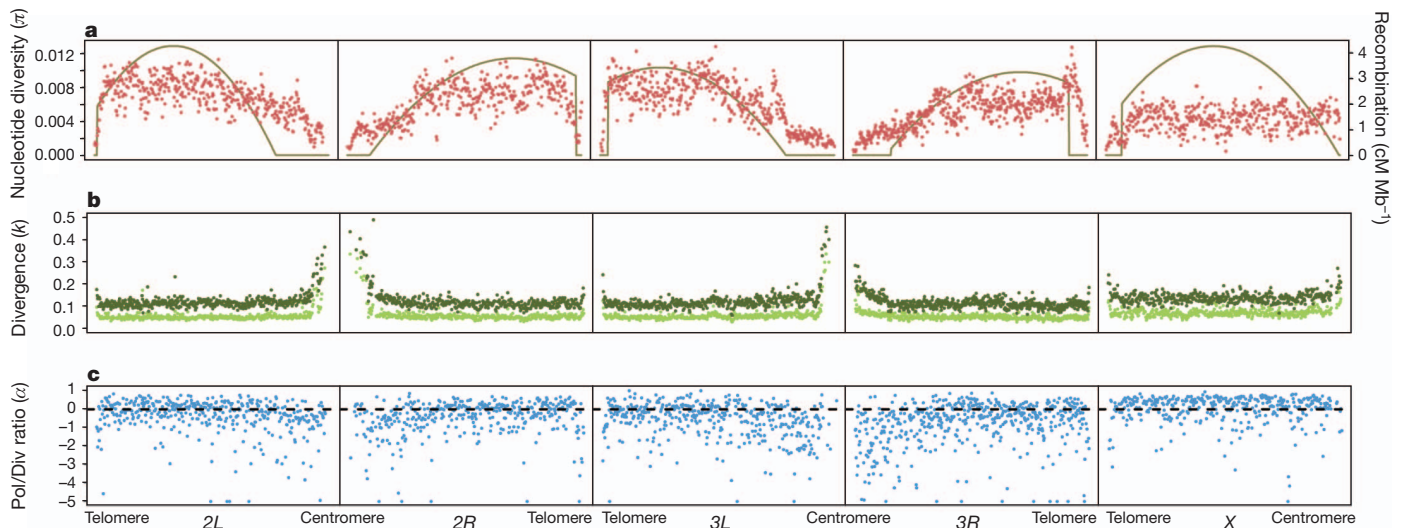 a
Nucleotide diversity (π)
0.012
0.008
0.004
0.000
4
3
2
1
0
Recombination (cM Mb⁻¹)
b
Divergence (k)
0.5
0.4
0.3
0.2
0.1
0.0
c
Pol/Div ratio (α)
1
0
−1
−2
−3
−4
−5
Telomere 2L Centromere 2R Telomere Telomere 3L Centromere 3R Telomere Telomere X Centromere